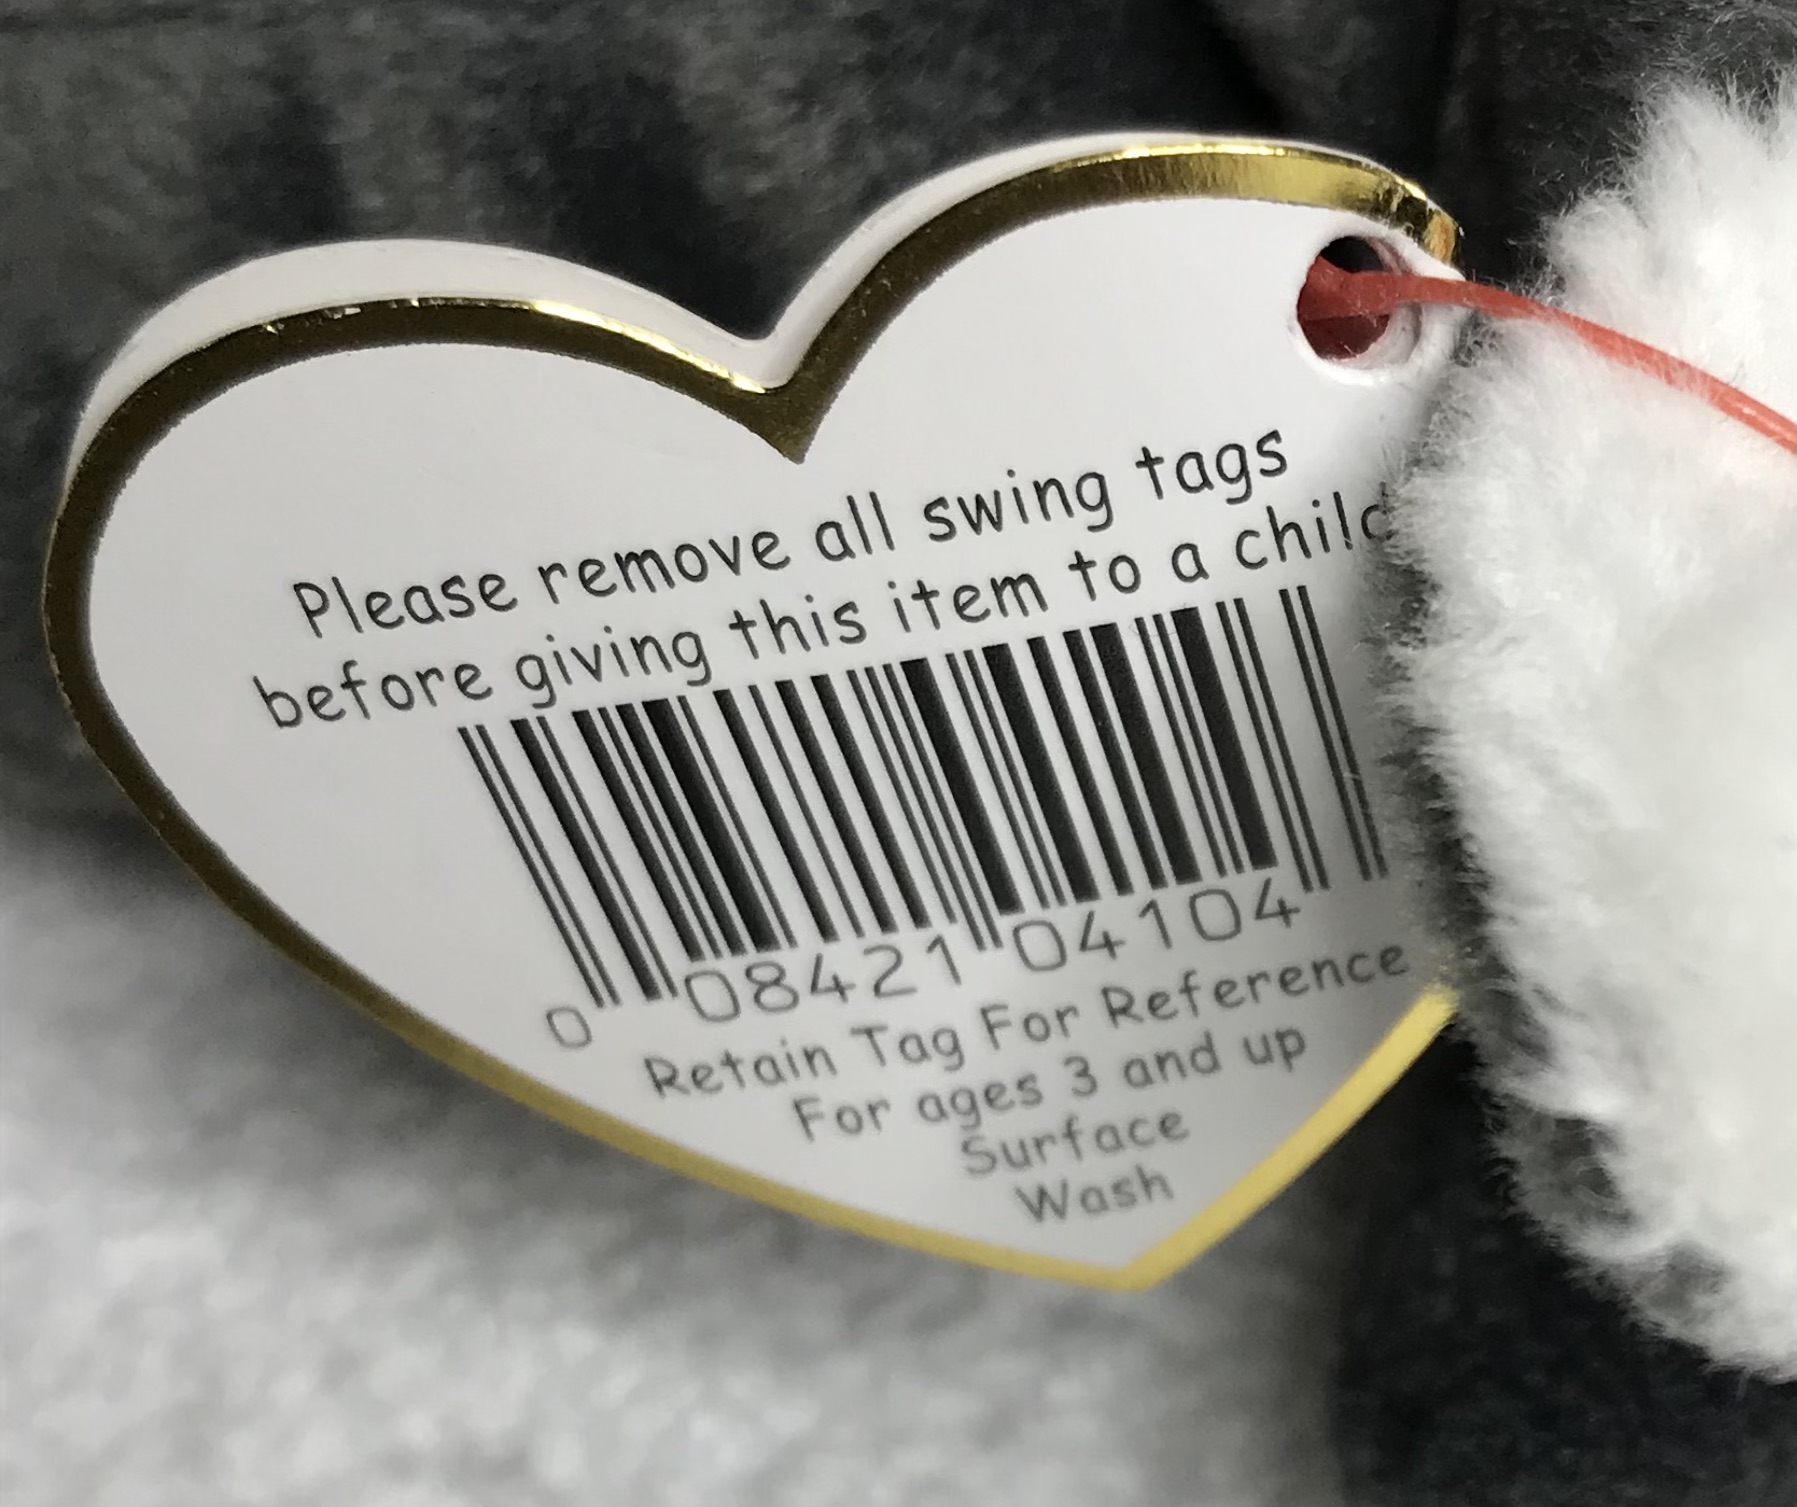 Please remove all swing tags
before giving this item to a child
0 08421 04104
Retain Tag For Reference
For ages 3 and up
Surface
Wash